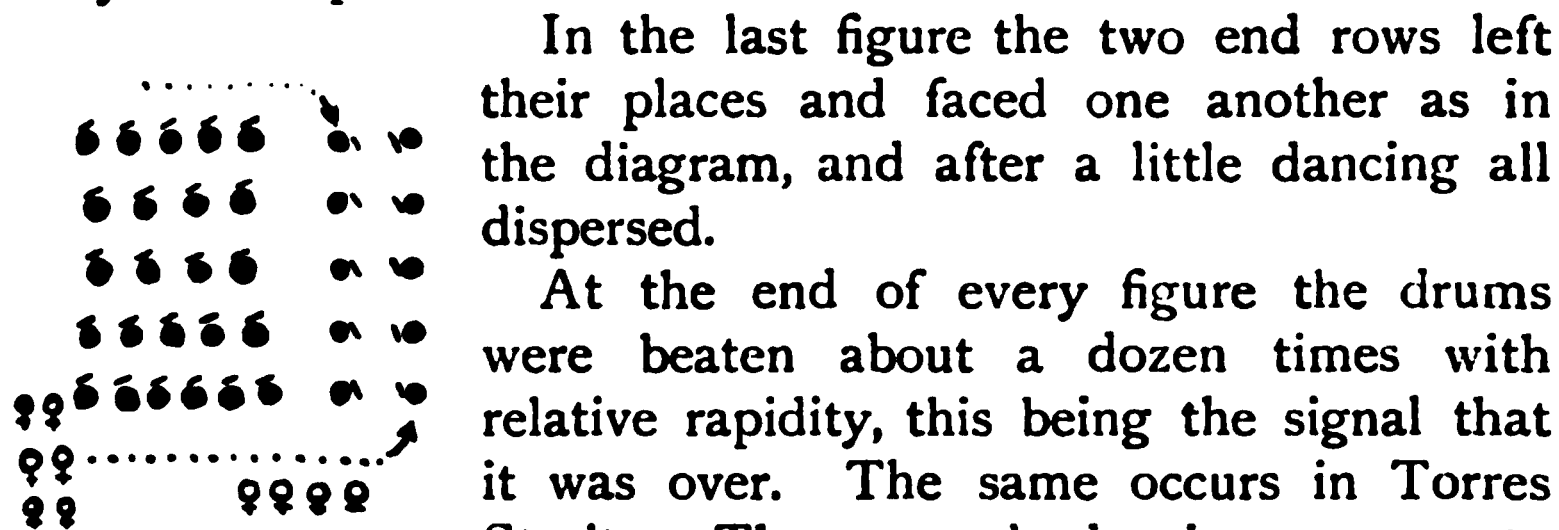 In the last figure the two end rows left
their places and faced one another as in
the diagram, and after a little dancing all
dispersed.
At the end of every figure the drums
were beaten about a dozen times with
relative rapidity, this being the signal that
it was over. The same occurs in Torres